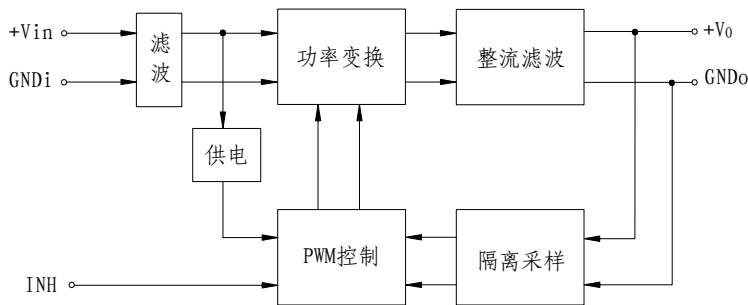 +Vin
滤波
功率变换
整流滤波
+V₀
GNDi
GNDo
供电
PWM控制
隔离采样
INH